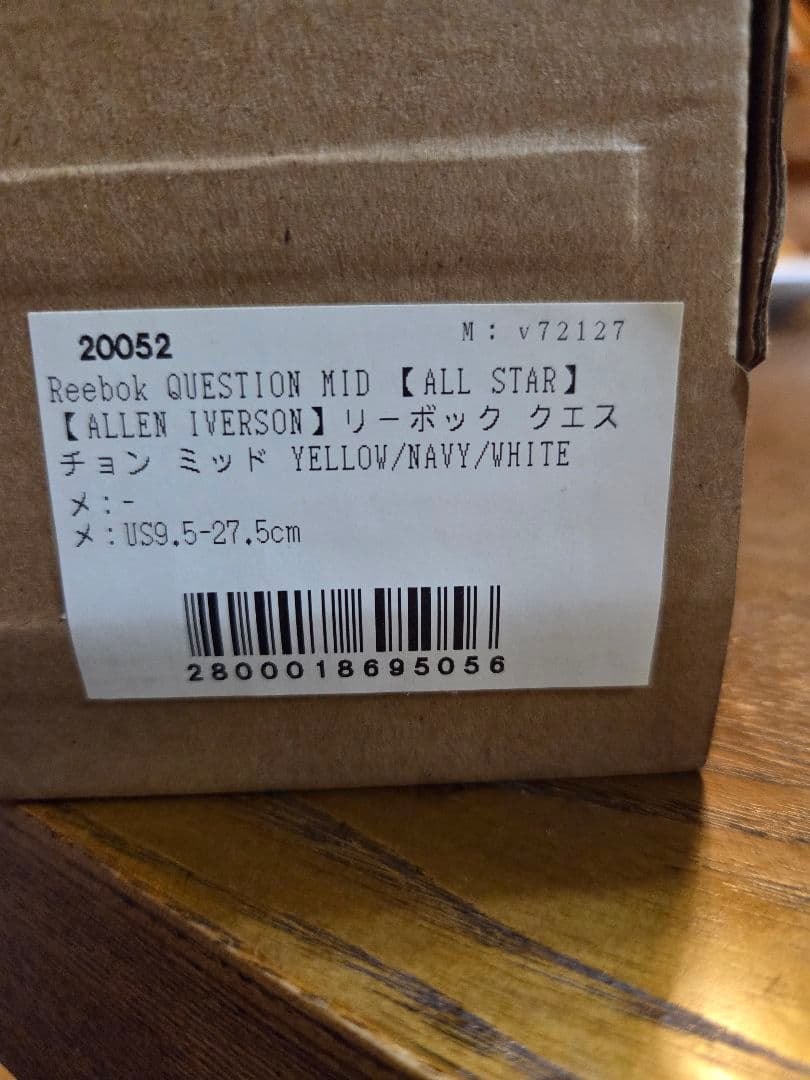 20052
M: v72127
Reebok QUESTION MID 【ALL STAR】
【ALLEN IVERSON】リーボック クエス
チョン ミッド YELLOW/NAVY/WHITE
メ:-
メ:US9.5-27.5cm
2800018695056